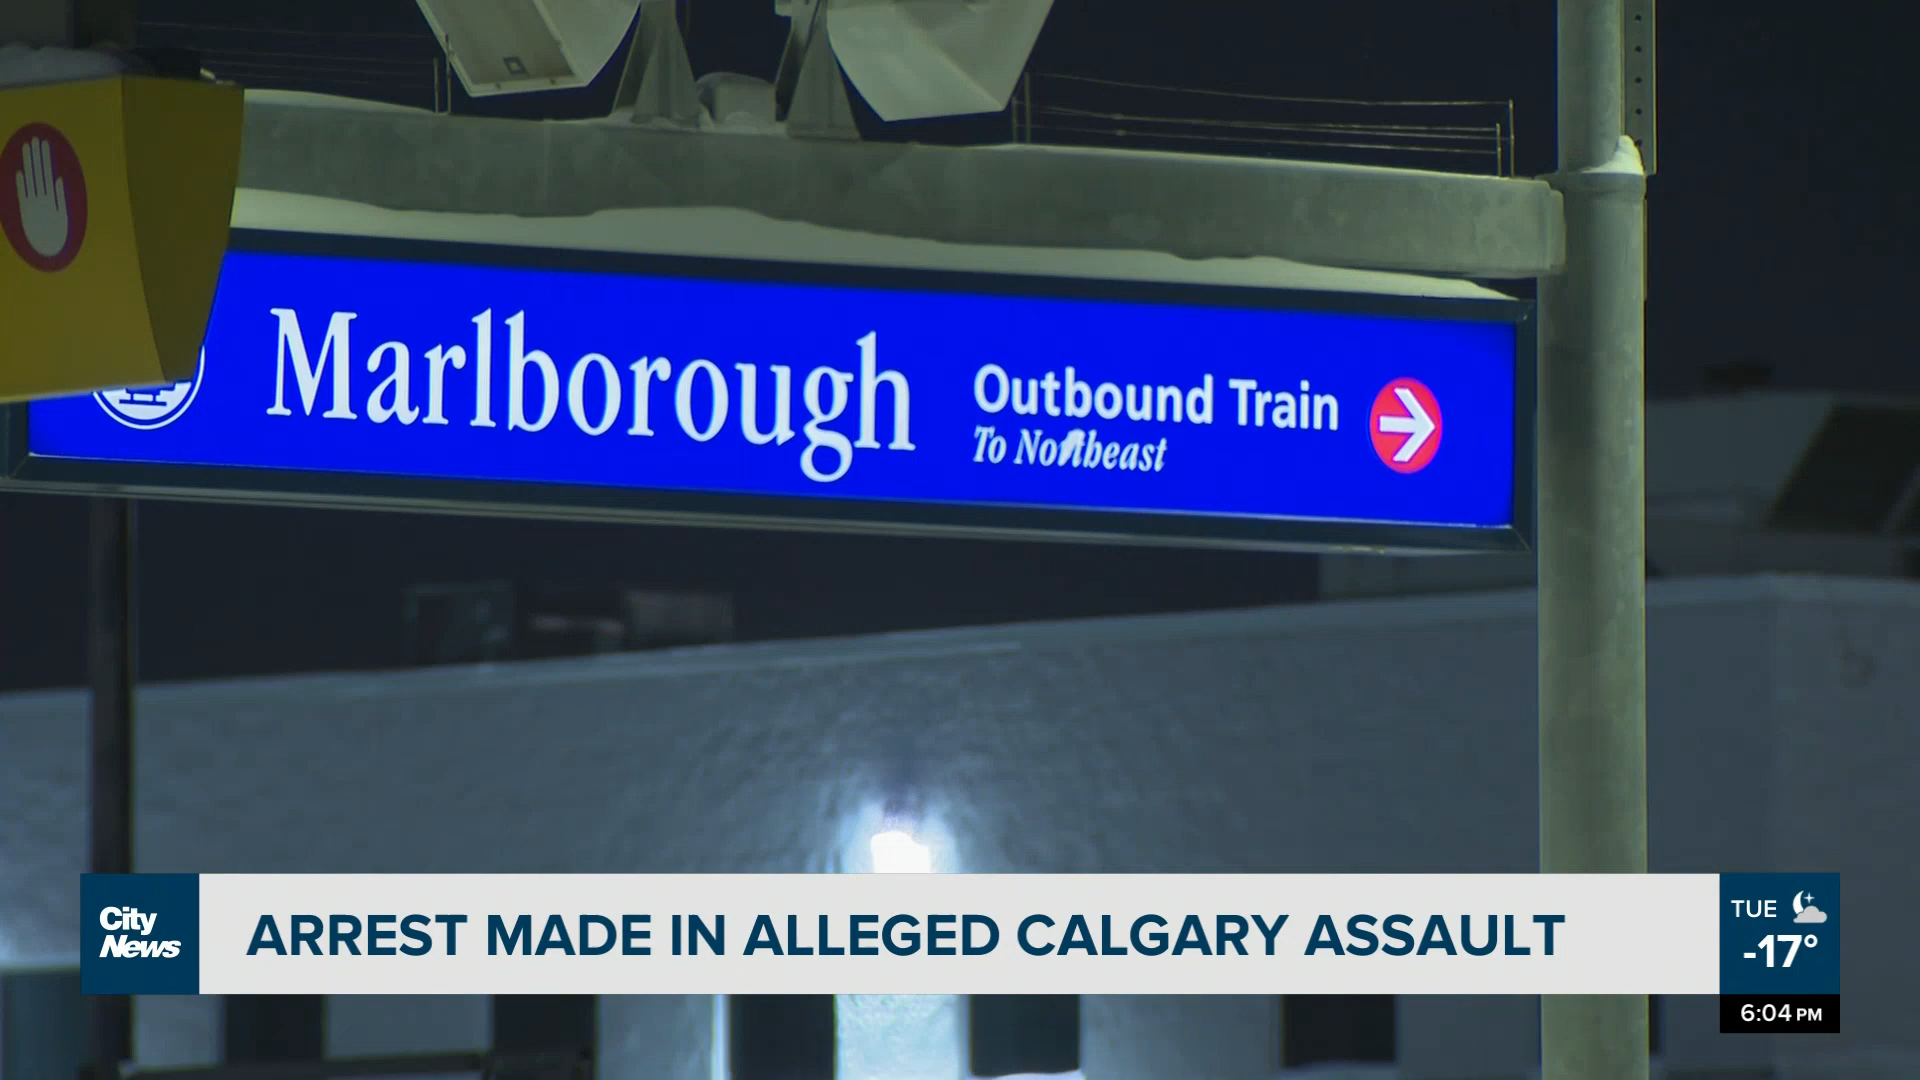 Marlborough
Outbound Train
To Northeast
City
News
ARREST MADE IN ALLEGED CALGARY ASSAULT
TUE
-17°
6:04 PM